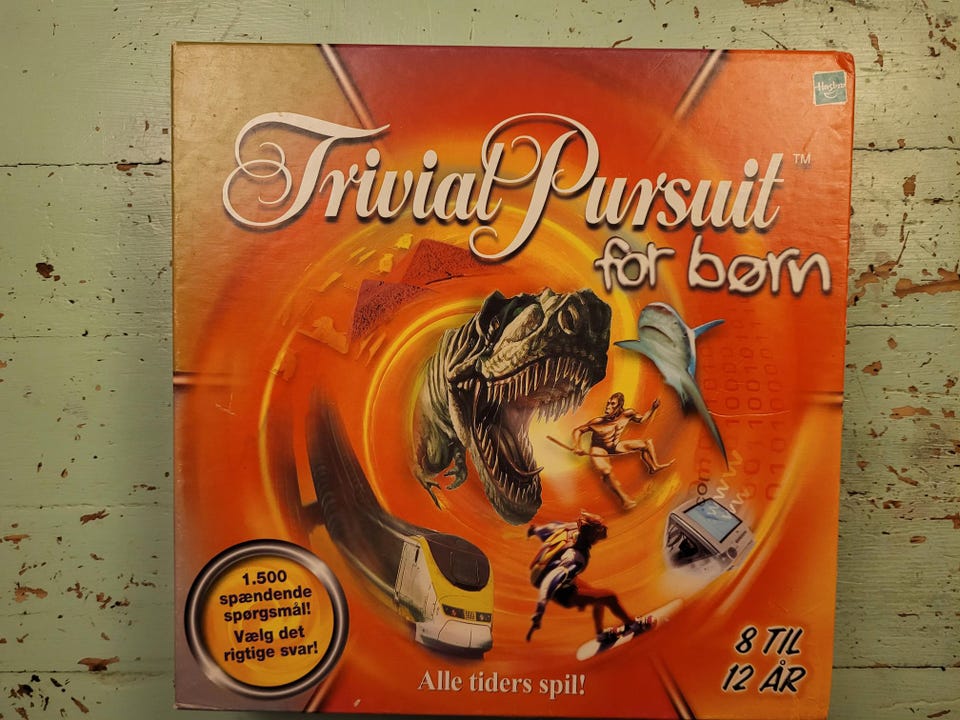 Hasbro
Trivial Pursuit™
for børn
1.500
spændende
spørgsmål!
Vælg det
rigtige svar!
Alle tiders spil!
8 TIL
12 ÅR